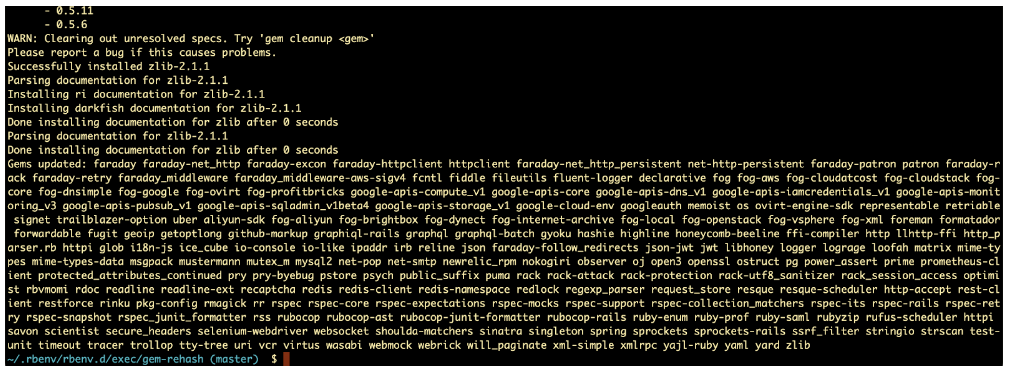 - 0.5.11
- 0.5.6
WARN: Clearing out unresolved specs. Try 'gem cleanup <gem>'
Please report a bug if this causes problems.
Successfully installed zlib-2.1.1
Parsing documentation for zlib-2.1.1
Installing ri documentation for zlib-2.1.1
Installing darkfish documentation for zlib-2.1.1
Done installing documentation for zlib after 0 seconds
Parsing documentation for zlib-2.1.1
Done installing documentation for zlib after 0 seconds
Gems updated: faraday faraday-net_http faraday-excon faraday-httpclient httpclient faraday-net_http_persistent net-http-persistent faraday-patron patron faraday-r
ack faraday-retry faraday_middleware faraday_middleware-aws-sigv4 fcntl fiddle fileutils fluent-logger declarative fog fog-aws fog-cloudatcost fog-cloudstack fog-
core fog-dnsimple fog-google fog-ovirt fog-profitbricks google-apis-compute_v1 google-apis-core google-apis-dns_v1 google-apis-iamcredentials_v1 google-apis-monit
oring_v3 google-apis-pubsub_v1 google-apis-sqladmin_v1beta4 google-apis-storage_v1 google-cloud-env googleauth memoist os ovirt-engine-sdk representable retriable
signet trailblazer-option uber aliyun-sdk fog-aliyun fog-brightbox fog-dynect fog-internet-archive fog-local fog-openstack fog-vsphere fog-xml foreman formatador
forwardable fugit geoip getoptlong github-markup graphiql-rails graphql graphql-batch gyoku hashie highline honeycomb-beeline ffi-compiler http llhttp-ffi http_p
arser.rb httpi glob i18n-js ice_cube io-console io-like ipaddr irb reline json faraday-follow_redirects json-jwt jwt libhoney logger lograge loofah matrix mime-ty
pes mime-types-data msgpack mustermann mutex_m mysql2 net-pop net-smtp newrelic_rpm nokogiri observer oj open3 openssl ostruct pg power_assert prime prometheus-cl
ient protected_attributes_continued pry pry-byebug pstore psych public_suffix puma rack rack-attack rack-protection rack-utf8_sanitizer rack_session_access optimi
st rbvmomi rdoc readline readline-ext recaptcha redis redis-client redis-namespace redlock regexp_parser request_store resque resque-scheduler http-accept rest-cl
ient restforce rinku pkg-config rmagick rr rspec rspec-core rspec-expectations rspec-mocks rspec-support rspec-collection_matchers rspec-its rspec-rails rspec-ret
ry rspec-snapshot rspec_junit_formatter rss rubocop rubocop-ast rubocop-junit-formatter rubocop-rails ruby-enum ruby-prof ruby-saml rubyzip rufus-scheduler httpi
savon scientist secure_headers selenium-webdriver websocket shoulda-matchers sinatra singleton spring sprockets sprockets-rails ssrf_filter stringio strscan test-
unit timeout tracer trollop tty-tree uri vcr virtus wasabi webmock webrick will_paginate xml-simple xmlrpc yajl-ruby yaml yard zlib
~/.rbenv/rbenv.d/exec/gem-rehash (master) $